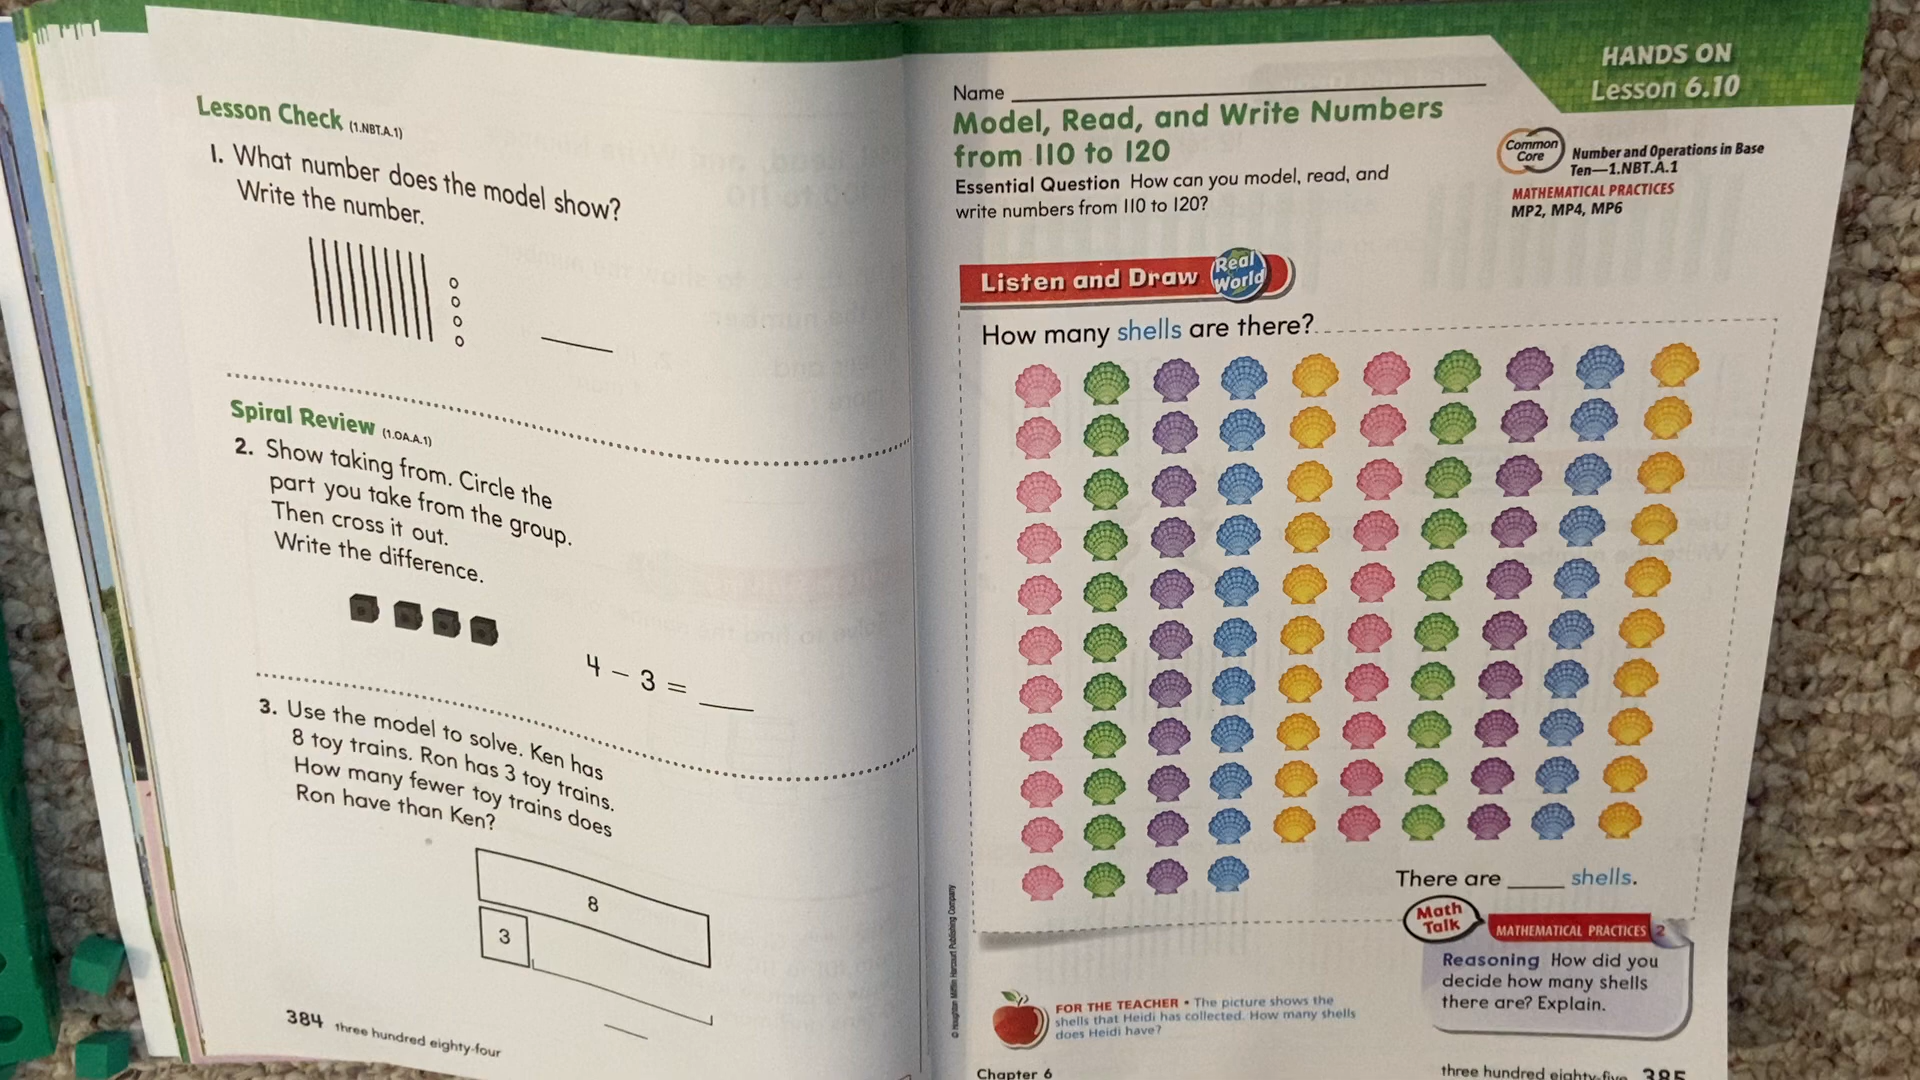 Lesson Check (1.NBT.A.1)
1. What number does the model show?
Write the number.
Spiral Review (1.OA.A.1)
2. Show taking from. Circle the
part you take from the group.
Then cross it out.
Write the difference.
4 – 3 = ____
3. Use the model to solve. Ken has
8 toy trains. Ron has 3 toy trains.
How many fewer toy trains does
Ron have than Ken?
8
3
384 three hundred eighty-four
HANDS ON
Lesson 6.10
Name
Model, Read, and Write Numbers
from 110 to 120
Essential Question How can you model, read, and
write numbers from 110 to 120?
Common
Core
Number and Operations in Base
Ten—1.NBT.A.1
MATHEMATICAL PRACTICES
MP2, MP4, MP6
Listen and Draw
Real
World
How many shells are there?
There are ____ shells.
Math
Talk
MATHEMATICAL PRACTICES 2
Reasoning How did you
decide how many shells
there are? Explain.
FOR THE TEACHER • The picture shows the
shells that Heidi has collected. How many shells
does Heidi have?
© Houghton Mifflin Harcourt Publishing Company
Chapter 6
three hundred eighty-five 385